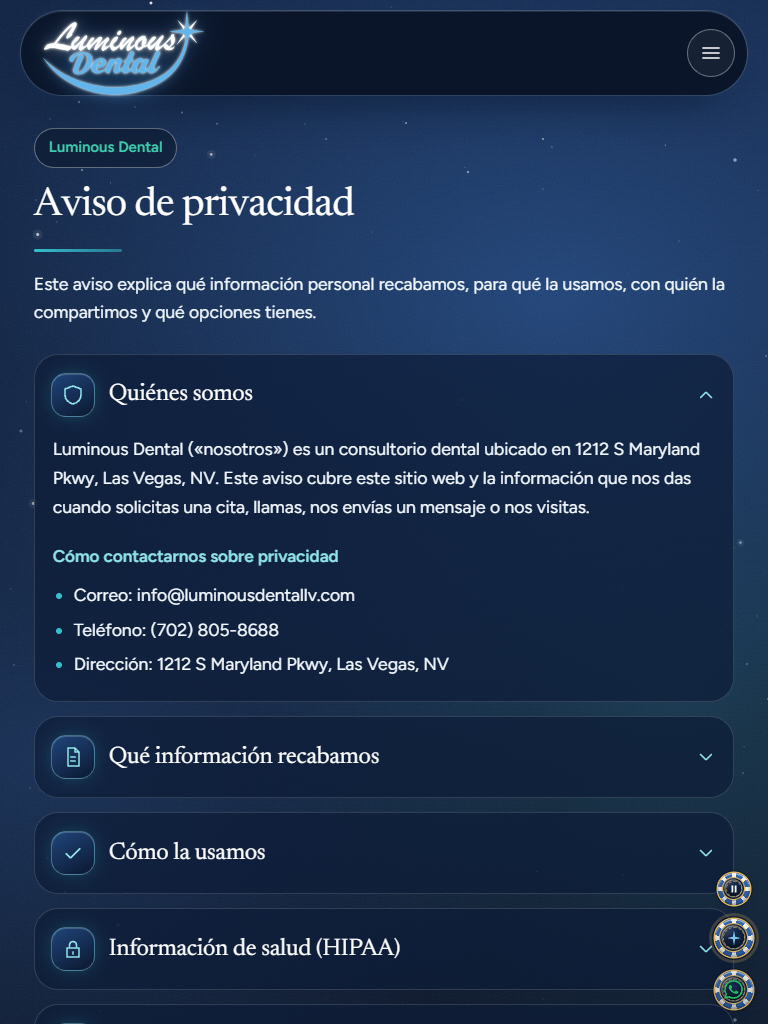 Luminous
Dental
Luminous Dental
Aviso de privacidad
Este aviso explica qué información personal recabamos, para qué la usamos, con quién la
compartimos y qué opciones tienes.
Quiénes somos
Luminous Dental («nosotros») es un consultorio dental ubicado en 1212 S Maryland
Pkwy, Las Vegas, NV. Este aviso cubre este sitio web y la información que nos das
cuando solicitas una cita, llamas, nos envías un mensaje o nos visitas.
Cómo contactarnos sobre privacidad
Correo: info@luminousdentallv.com
Teléfono: (702) 805-8688
Dirección: 1212 S Maryland Pkwy, Las Vegas, NV
Qué información recabamos
Cómo la usamos
Información de salud (HIPAA)